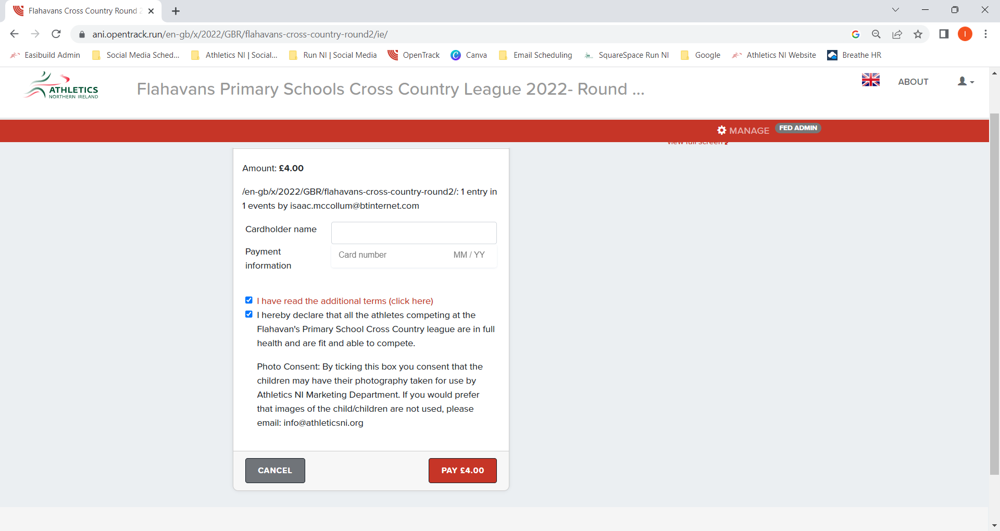 Flahavans Cross Country Round 2
ani.opentrack.run/en-gb/x/2022/GBR/flahavans-cross-country-round2/ie/
I
Easibuild Admin
Social Media Sched...
Athletics NI | Social...
Run NI | Social Media
OpenTrack
Canva
Email Scheduling
SquareSpace Run NI
Google
Athletics NI Website
Breathe HR
ATHLETICS
NORTHERN IRELAND
Flahavans Primary Schools Cross Country League 2022- Round ...
ABOUT
MANAGE
FED ADMIN
view full screen
Amount: £4.00
/en-gb/x/2022/GBR/flahavans-cross-country-round2/: 1 entry in
1 events by isaac.mccollum@btinternet.com
Cardholder name
Payment
information
Card number
MM / YY
I have read the additional terms (click here)
I hereby declare that all the athletes competing at the
Flahavan's Primary School Cross Country league are in full
health and are fit and able to compete.
Photo Consent: By ticking this box you consent that the
children may have their photography taken for use by
Athletics NI Marketing Department. If you would prefer
that images of the child/children are not used, please
email: info@athleticsni.org
CANCEL
PAY £4.00